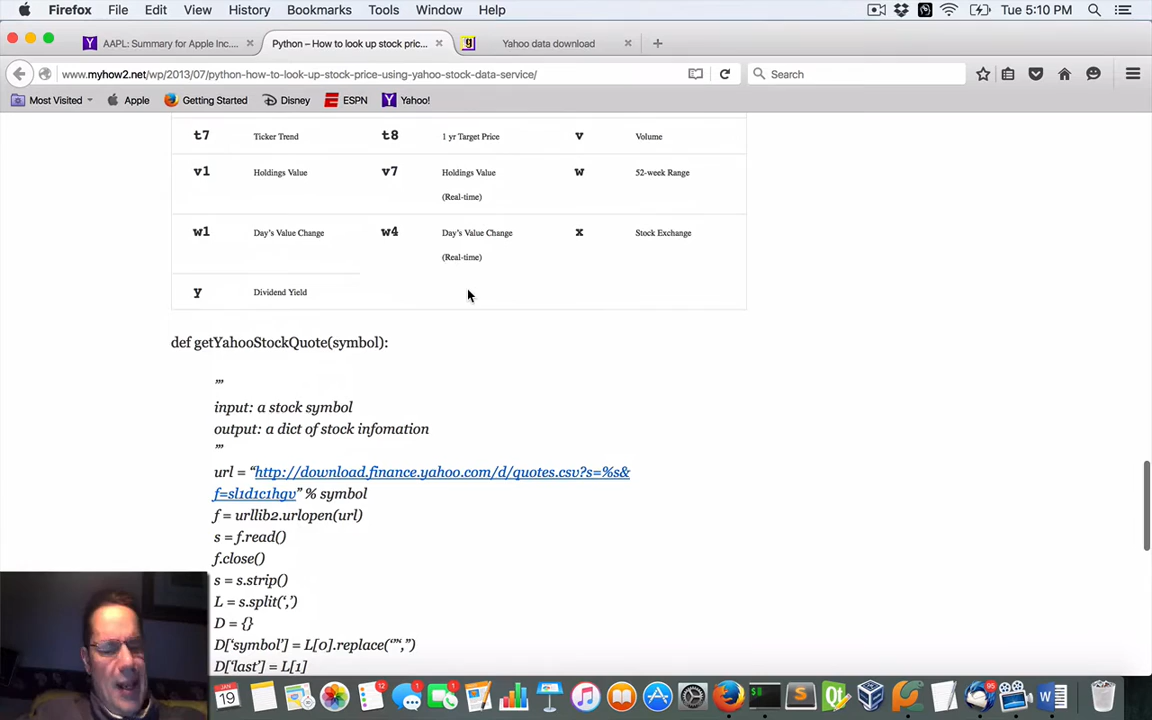 Firefox File Edit View History Bookmarks Tools Window Help Tue 5:10 PM
AAPL: Summary for Apple Inc.... × Python – How to look up stock pric... × Yahoo data download × +
www.myhow2.net/wp/2013/07/python-how-to-look-up-stock-price-using-yahoo-stock-data-service/ Search
Most Visited Apple Getting Started Disney ESPN Yahoo!
t7 Ticker Trend t8 1 yr Target Price v Volume
v1 Holdings Value v7 Holdings Value w 52-week Range
(Real-time)
w1 Day's Value Change w4 Day's Value Change x Stock Exchange
(Real-time)
y Dividend Yield
def getYahooStockQuote(symbol):
'''
input: a stock symbol
output: a dict of stock infomation
'''
url = “http://download.finance.yahoo.com/d/quotes.csv?s=%s&
f=sl1d1c1hgv” % symbol
f = urllib2.urlopen(url)
s = f.read()
f.close()
s = s.strip()
L = s.split(‘,’)
D = {}
D[‘symbol’] = L[0].replace(‘”‘,”)
D[‘last’] = L[1]
JAN
19
12
1
1
95